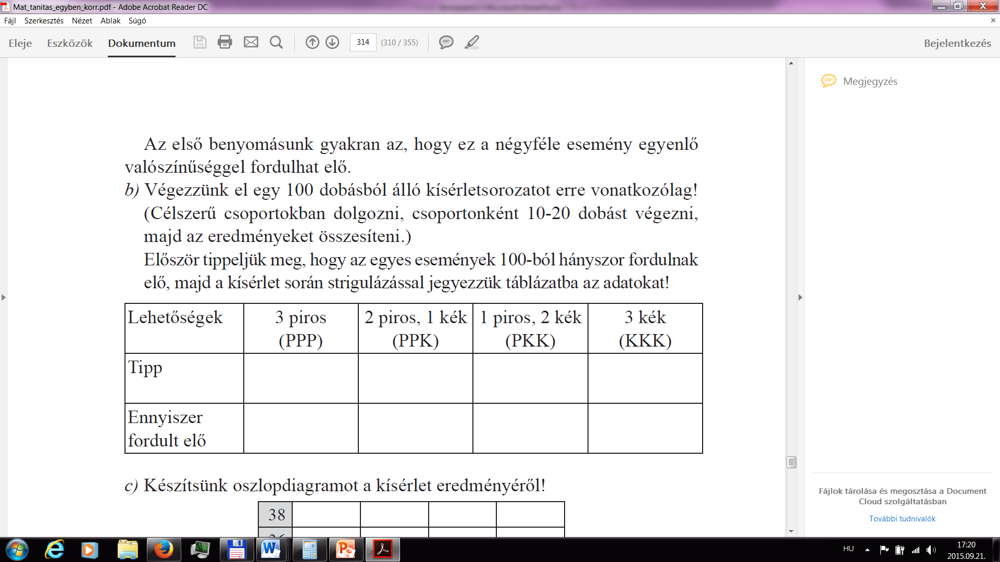 Mat_tanitas_egyben_korr.pdf - Adobe Acrobat Reader DC
Fájl Szerkesztés Nézet Ablak Súgó
Eleje Eszközök Dokumentum 314 (310 / 355) Bejelentkezés
Megjegyzés
Az első benyomásunk gyakran az, hogy ez a négyféle esemény egyenlő
valószínűséggel fordulhat elő.
b) Végezzünk el egy 100 dobásból álló kísérletsorozatot erre vonatkozólag!
(Célszerű csoportokban dolgozni, csoportonként 10-20 dobást végezni,
majd az eredményeket összesíteni.)
Először tippeljük meg, hogy az egyes események 100-ból hányszor fordulnak
elő, majd a kísérlet során strigulázással jegyezzük táblázatba az adatokat!
Lehetőségek 3 piros 2 piros, 1 kék 1 piros, 2 kék 3 kék
(PPP) (PPK) (PKK) (KKK)
Tipp
Ennyiszer
fordult elő
c) Készítsünk oszlopdiagramot a kísérlet eredményéről!
38
Fájlok tárolása és megosztása a Document
Cloud szolgáltatásban
További tudnivalók
HU
17:20
2015.09.21.